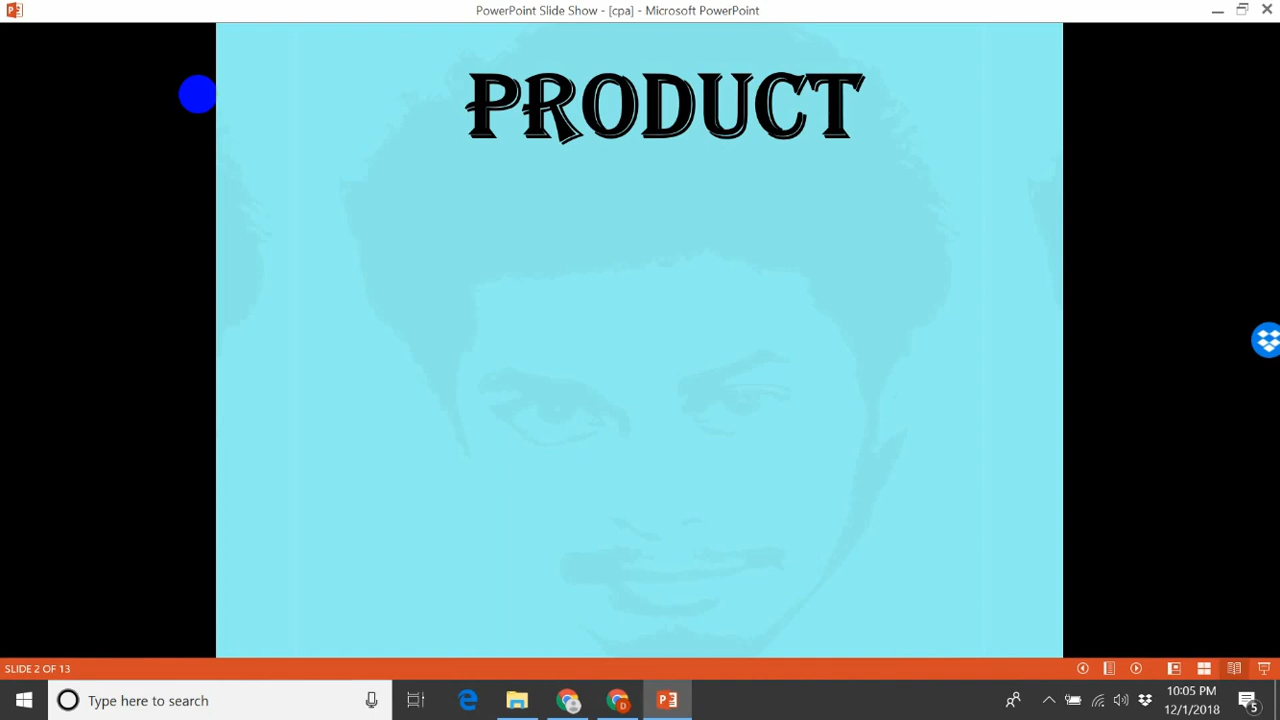 PowerPoint Slide Show - [cpa] - Microsoft PowerPoint
PRODUCT
SLIDE 2 OF 13
Type here to search
10:05 PM
12/1/2018
5
D